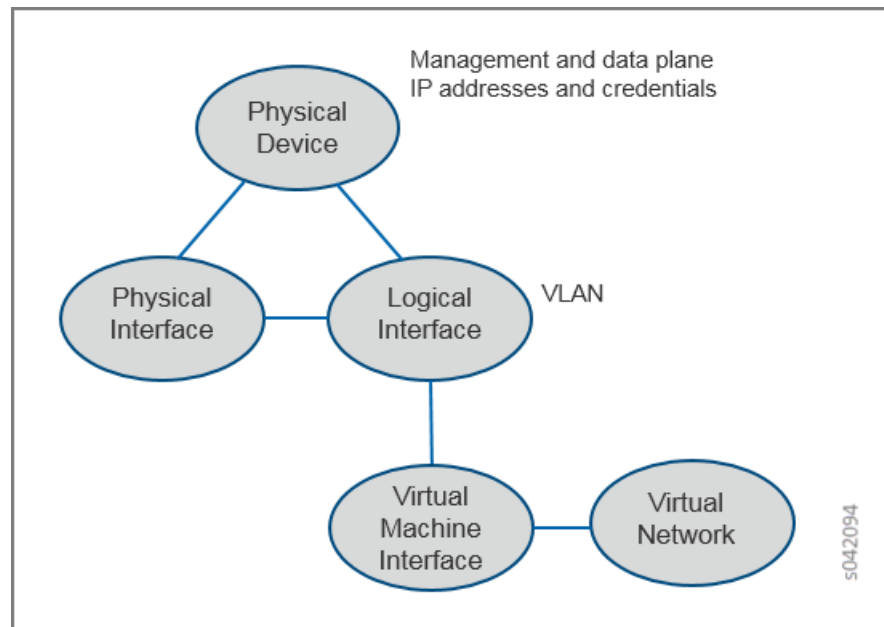 Management and data plane
IP addresses and credentials
Physical
Device
Physical
Interface
Logical
Interface
VLAN
Virtual
Machine
Interface
Virtual
Network
s042094